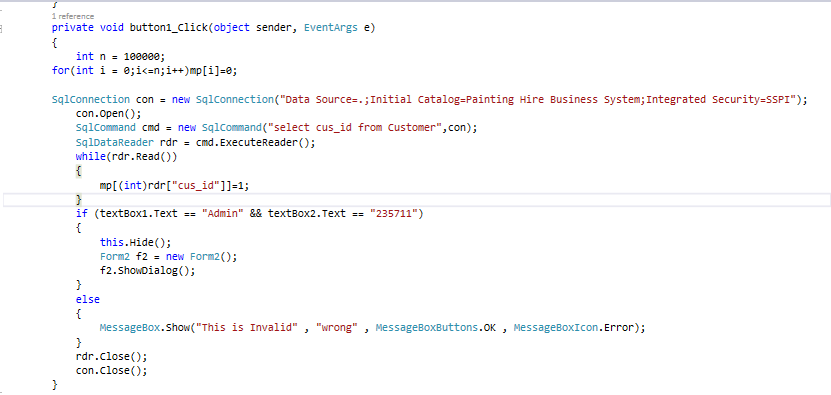 }
1 reference
private void button1_Click(object sender, EventArgs e)
{
int n = 100000;
for(int i = 0;i<=n;i++)mp[i]=0;
SqlConnection con = new SqlConnection("Data Source=.;Initial Catalog=Painting Hire Business System;Integrated Security=SSPI");
con.Open();
SqlCommand cmd = new SqlCommand("select cus_id from Customer",con);
SqlDataReader rdr = cmd.ExecuteReader();
while(rdr.Read())
{
mp[(int)rdr["cus_id"]]=1;
}
if (textBox1.Text == "Admin" && textBox2.Text == "235711")
{
this.Hide();
Form2 f2 = new Form2();
f2.ShowDialog();
}
else
{
MessageBox.Show("This is Invalid" , "wrong" , MessageBoxButtons.OK , MessageBoxIcon.Error);
}
rdr.Close();
con.Close();
}